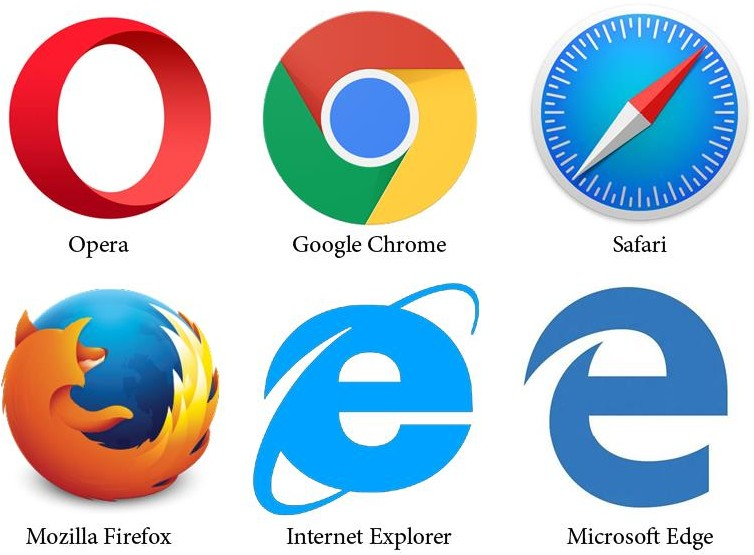 Opera
Google Chrome
Safari
Mozilla Firefox
Internet Explorer
Microsoft Edge